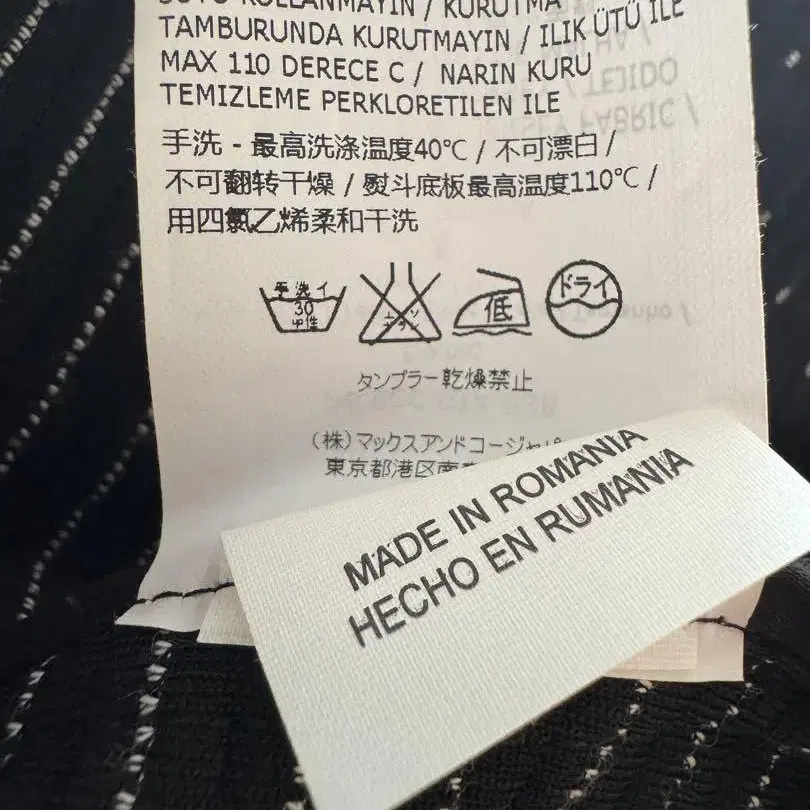 KULLANMAYIN / KURUTMA
TAMBURUNDA KURUTMAYIN / ILIK ÜTÜ ILE
MAX 110 DERECE C / NARIN KURU
TEMIZLEME PERKLORETILEN ILE
手洗 - 最高洗涤温度40℃ / 不可漂白 /
不可翻转干燥 / 熨斗底板最高温度110℃ /
用四氯乙烯柔和干洗
手洗イ
30
中性
低
ドライ
タンブラー乾燥禁止
(株)マックスアンドコージャパ
東京都港区南
MADE IN ROMANIA
HECHO EN RUMANIA